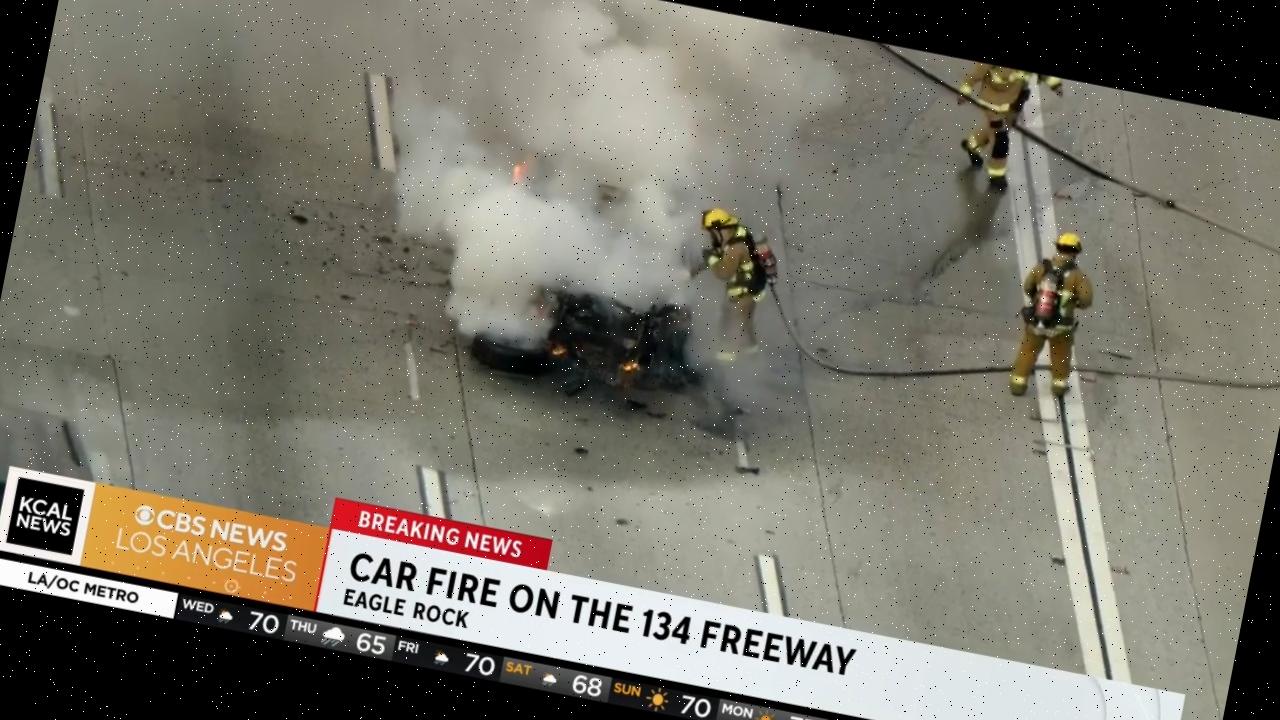 KCAL
NEWS
CBS NEWS
LOS ANGELES
BREAKING NEWS
CAR FIRE ON THE 134 FREEWAY
EAGLE ROCK
LA/OC METRO
WED 70 THU 65 FRI 70 SAT 68 SUN 70 MON